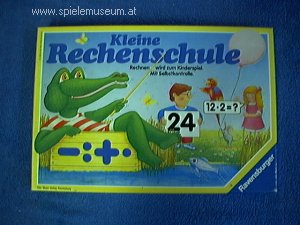 www.spielemuseum.at
Kleine
Rechenschule
Rechnen wird zum Kinderspiel.
Mit Selbstkontrolle.
12·2=?
24
- : + ·
Ravensburger